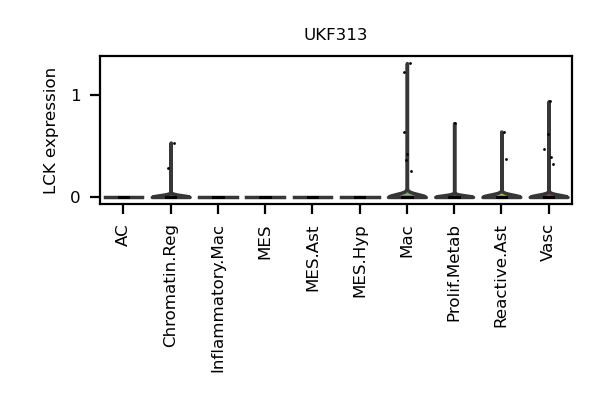 UKF313
LCK expression
1
0
AC
Chromatin.Reg
Inflammatory.Mac
MES
MES.Ast
MES.Hyp
Mac
Prolif.Metab
Reactive.Ast
Vasc